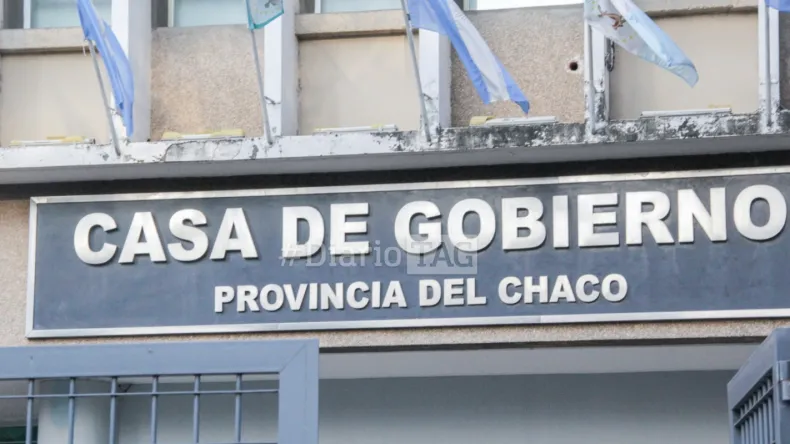 CASA DE GOBIERNO
#DiarioTAG
PROVINCIA DEL CHACO